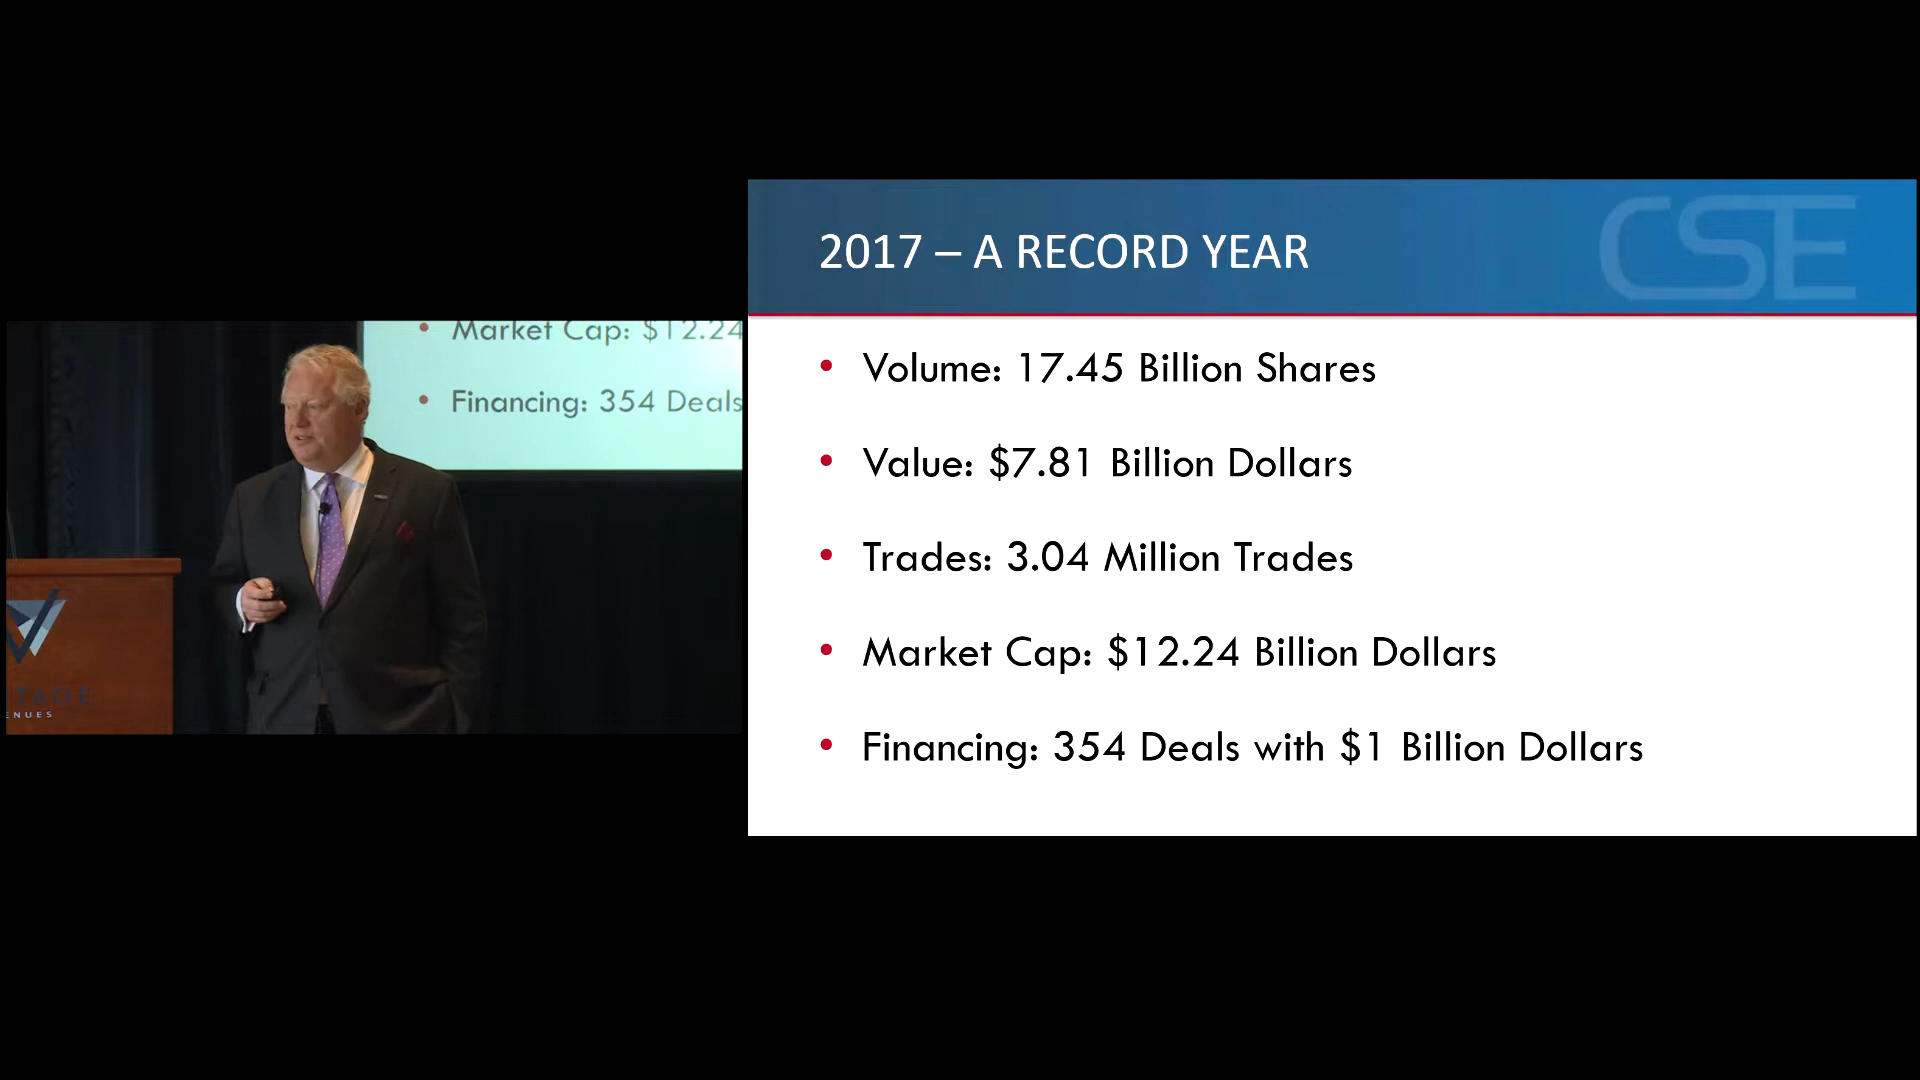 CSE
2017 – A RECORD YEAR
• Volume: 17.45 Billion Shares
• Value: $7.81 Billion Dollars
• Trades: 3.04 Million Trades
• Market Cap: $12.24 Billion Dollars
• Financing: 354 Deals with $1 Billion Dollars
• Market Cap: $12.24
• Financing: 354 Deals